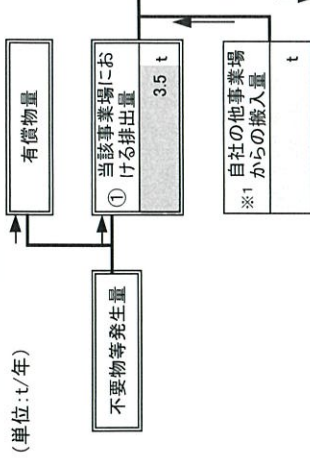 (単位:t/年)
不要物等発生量
有償物量
①
当該事業場にお
ける排出量
3.5 t
※1
自社の他事業場
からの搬入量
t